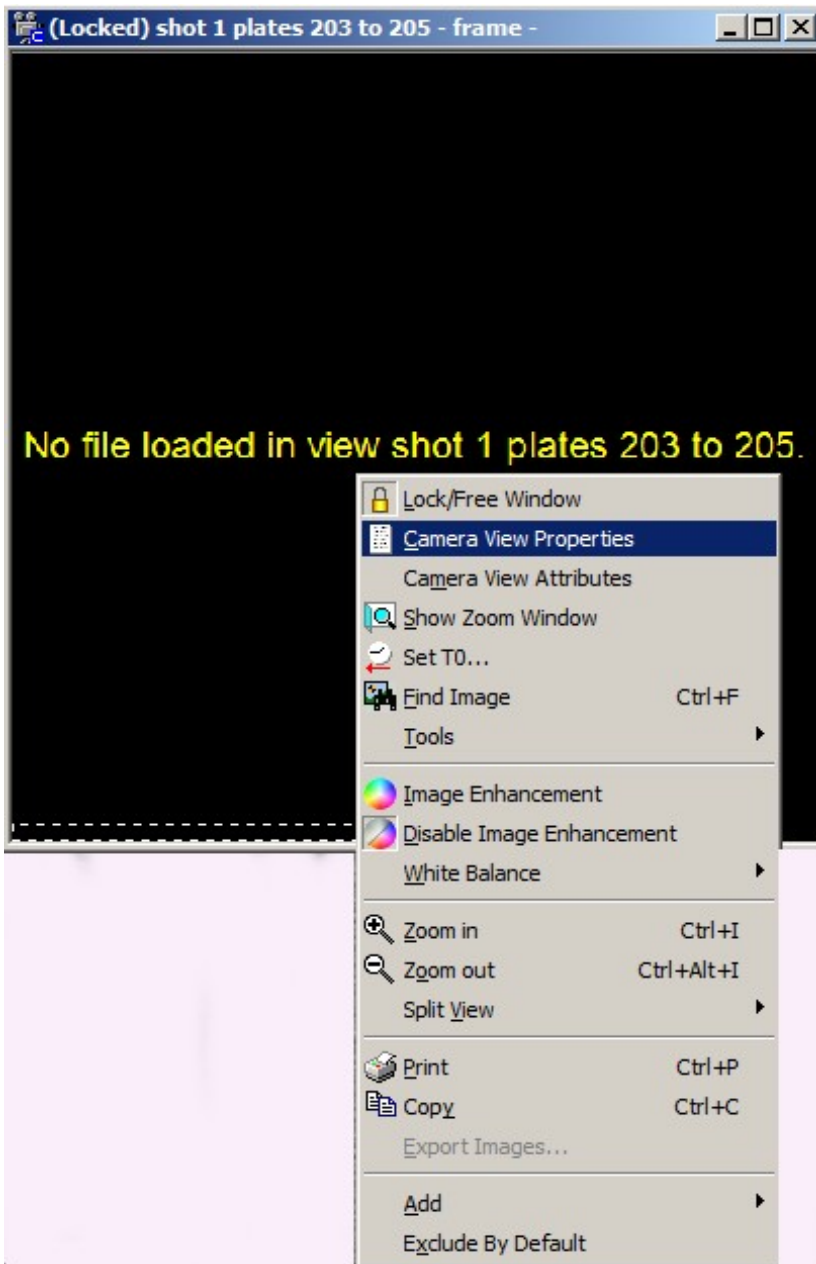 (Locked) shot 1 plates 203 to 205 - frame -
No file loaded in view shot 1 plates 203 to 205.
Lock/Free Window
Camera View Properties
Camera View Attributes
Show Zoom Window
Set T0...
Find Image Ctrl+F
Tools
Image Enhancement
Disable Image Enhancement
White Balance
Zoom in Ctrl+I
Zoom out Ctrl+Alt+I
Split View
Print Ctrl+P
Copy Ctrl+C
Export Images...
Add
Exclude By Default